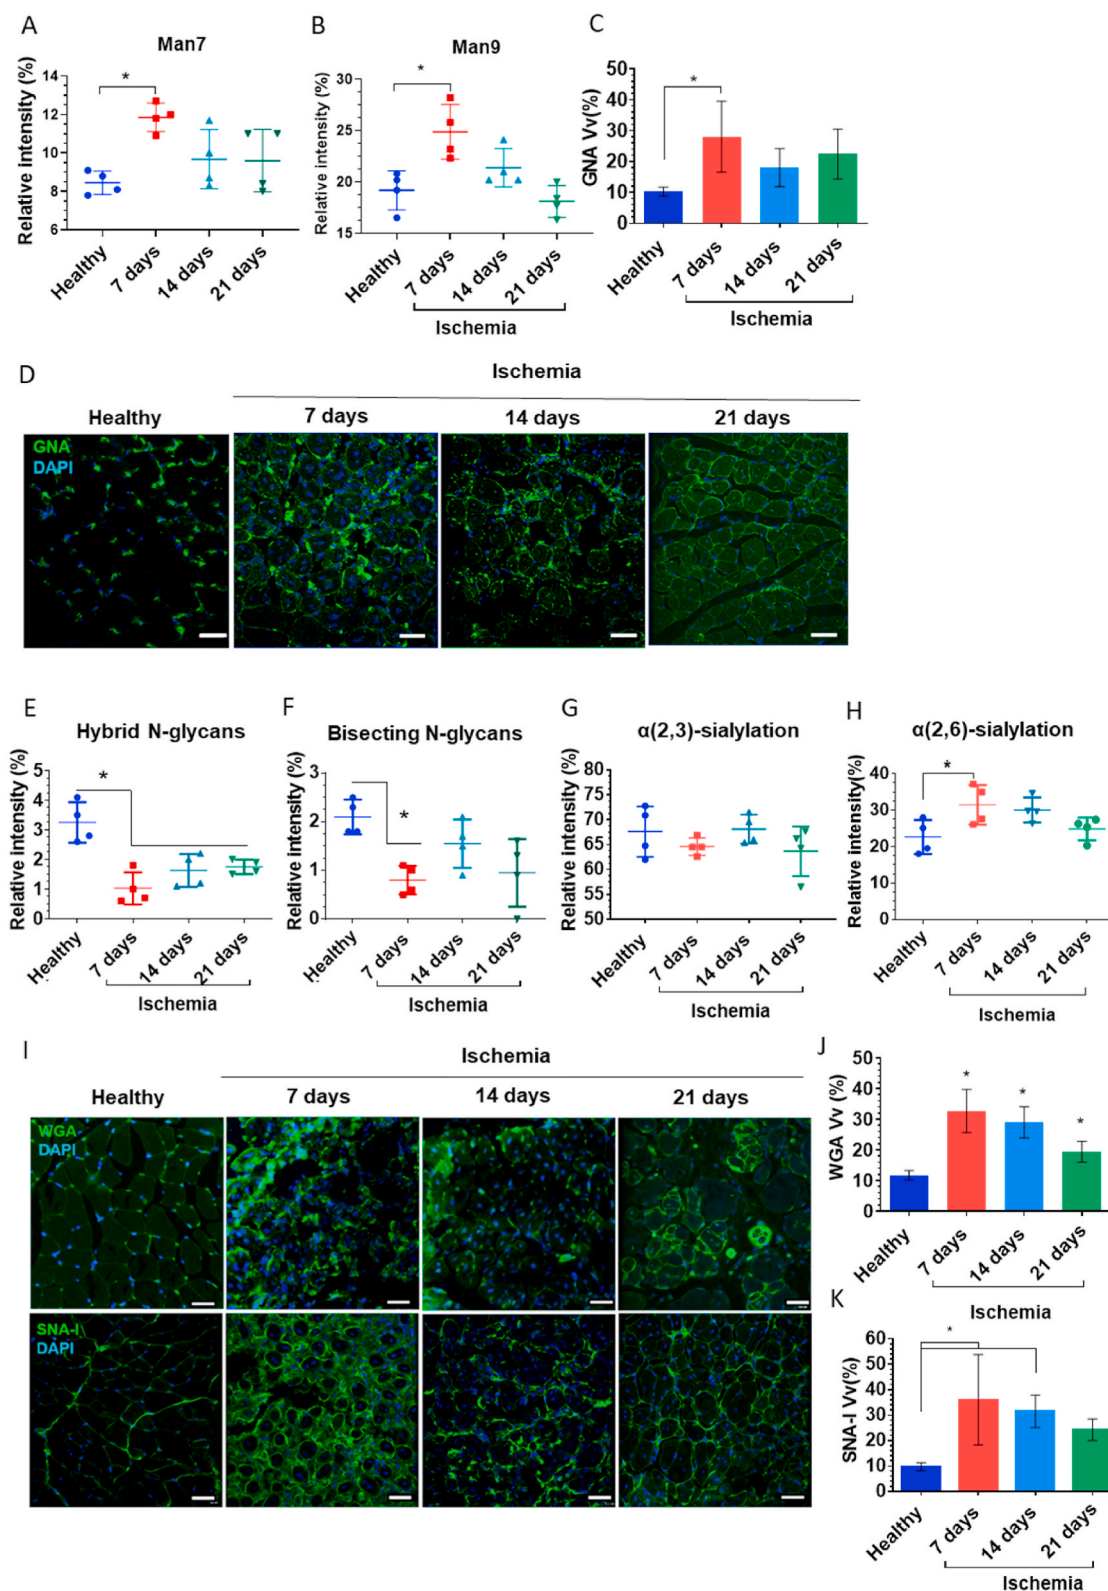 A
Man7
Relative intensity (%)
14
12
10
8
6
*
Healthy
7 days
14 days
21 days
B
Man9
Relative intensity (%)
30
25
20
15
*
Healthy
7 days
14 days
21 days
Ischemia
C
GNA Vv(%)
50
40
30
20
10
0
*
Healthy
7 days
14 days
21 days
Ischemia
D
Ischemia
Healthy
7 days
14 days
21 days
GNA
DAPI
E
Hybrid N-glycans
Relative intensity (%)
5
4
3
2
1
0
*
Healthy
7 days
14 days
21 days
Ischemia
F
Bisecting N-glycans
Relative intensity (%)
3
2
1
0
*
Healthy
7 days
14 days
21 days
Ischemia
G
α(2,3)-sialylation
Relative intensity (%)
80
75
70
65
60
55
50
Healthy
7 days
14 days
21 days
Ischemia
H
α(2,6)-sialylation
Relative intensity(%)
40
30
20
10
0
*
Healthy
7 days
14 days
21 days
Ischemia
I
Ischemia
Healthy
7 days
14 days
21 days
WGA
DAPI
SNA-I
DAPI
J
WGA Vv (%)
50
40
30
20
10
0
*
*
*
Healthy
7 days
14 days
21 days
Ischemia
K
SNA-I Vv(%)
60
50
40
30
20
10
0
*
Healthy
7 days
14 days
21 days
Ischemia